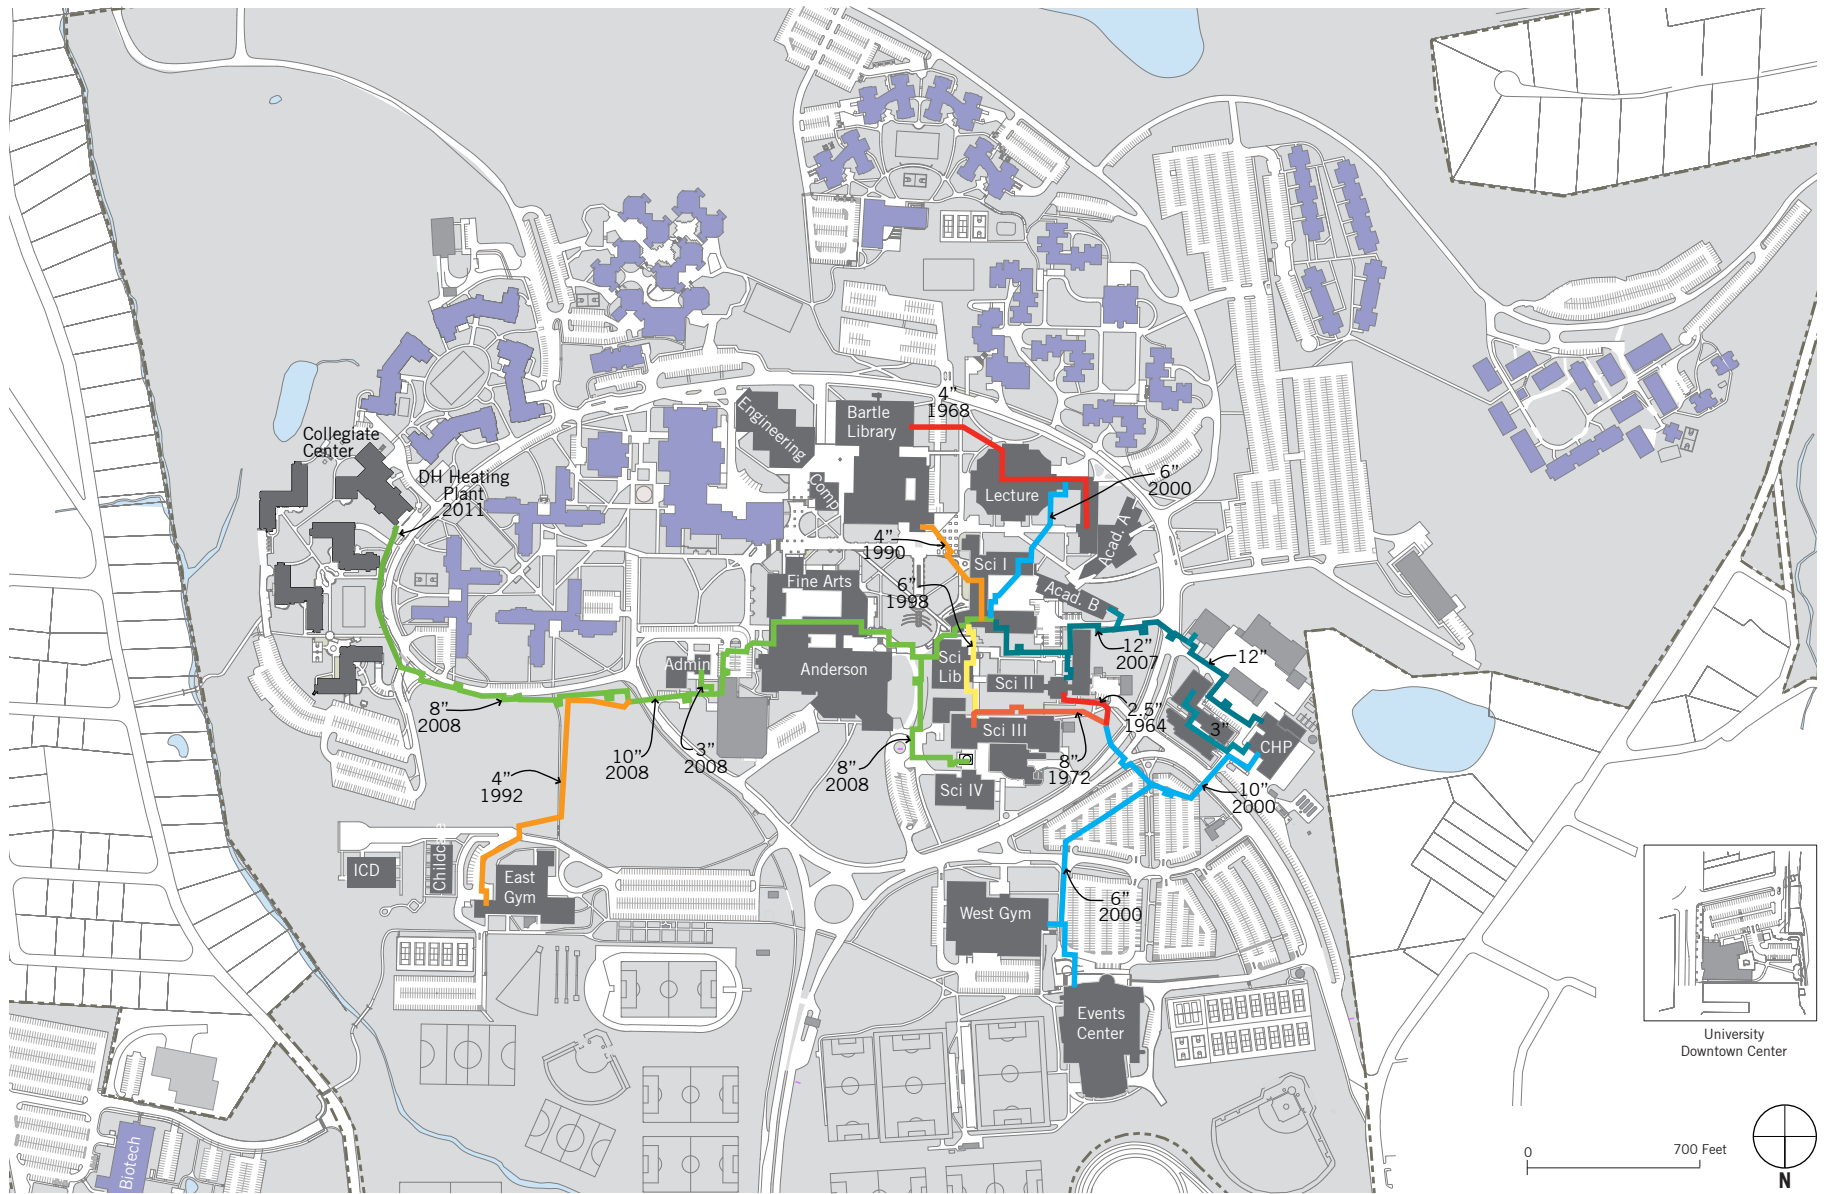 4”
1968
Bartle
Library
Engineering
Collegiate
Center
DH Heating
Plant
2011
Comp
Lecture
6”
2000
Acad. A
4”
1990
Sci I
Fine Arts
6”
1998
Acad. B
12”
2007
12”
Admin
Anderson
Sci
Lib
Sci II
8”
2008
10”
2008
3”
2008
2.5”
1964
3”
CHP
Sci III
8”
2008
8”
1972
4”
1992
Sci IV
10”
2000
ICD
Childcare
East
Gym
West Gym
6”
2000
Events
Center
University
Downtown Center
Biotech
0
700 Feet
N